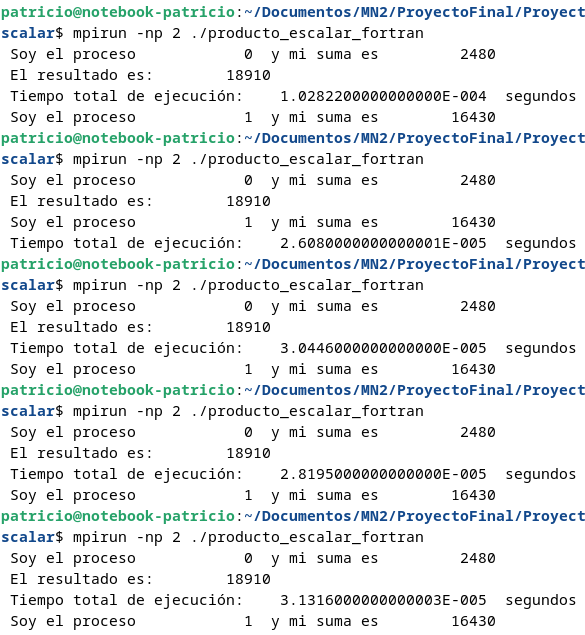 patricio@notebook-patricio:~/Documentos/MN2/ProyectoFinal/Proyect
scalar$ mpirun -np 2 ./producto_escalar_fortran
 Soy el proceso            0  y mi suma es         2480
 El resultado es:        18910
 Tiempo total de ejecución:    1.0282200000000000E-004  segundos
 Soy el proceso            1  y mi suma es        16430
patricio@notebook-patricio:~/Documentos/MN2/ProyectoFinal/Proyect
scalar$ mpirun -np 2 ./producto_escalar_fortran
 Soy el proceso            0  y mi suma es         2480
 El resultado es:        18910
 Soy el proceso            1  y mi suma es        16430
 Tiempo total de ejecución:    2.6080000000000001E-005  segundos
patricio@notebook-patricio:~/Documentos/MN2/ProyectoFinal/Proyect
scalar$ mpirun -np 2 ./producto_escalar_fortran
 Soy el proceso            0  y mi suma es         2480
 El resultado es:        18910
 Tiempo total de ejecución:    3.0446000000000000E-005  segundos
 Soy el proceso            1  y mi suma es        16430
patricio@notebook-patricio:~/Documentos/MN2/ProyectoFinal/Proyect
scalar$ mpirun -np 2 ./producto_escalar_fortran
 Soy el proceso            0  y mi suma es         2480
 El resultado es:        18910
 Tiempo total de ejecución:    2.8195000000000000E-005  segundos
 Soy el proceso            1  y mi suma es        16430
patricio@notebook-patricio:~/Documentos/MN2/ProyectoFinal/Proyect
scalar$ mpirun -np 2 ./producto_escalar_fortran
 Soy el proceso            0  y mi suma es         2480
 El resultado es:        18910
 Tiempo total de ejecución:    3.1316000000000003E-005  segundos
 Soy el proceso            1  y mi suma es        16430